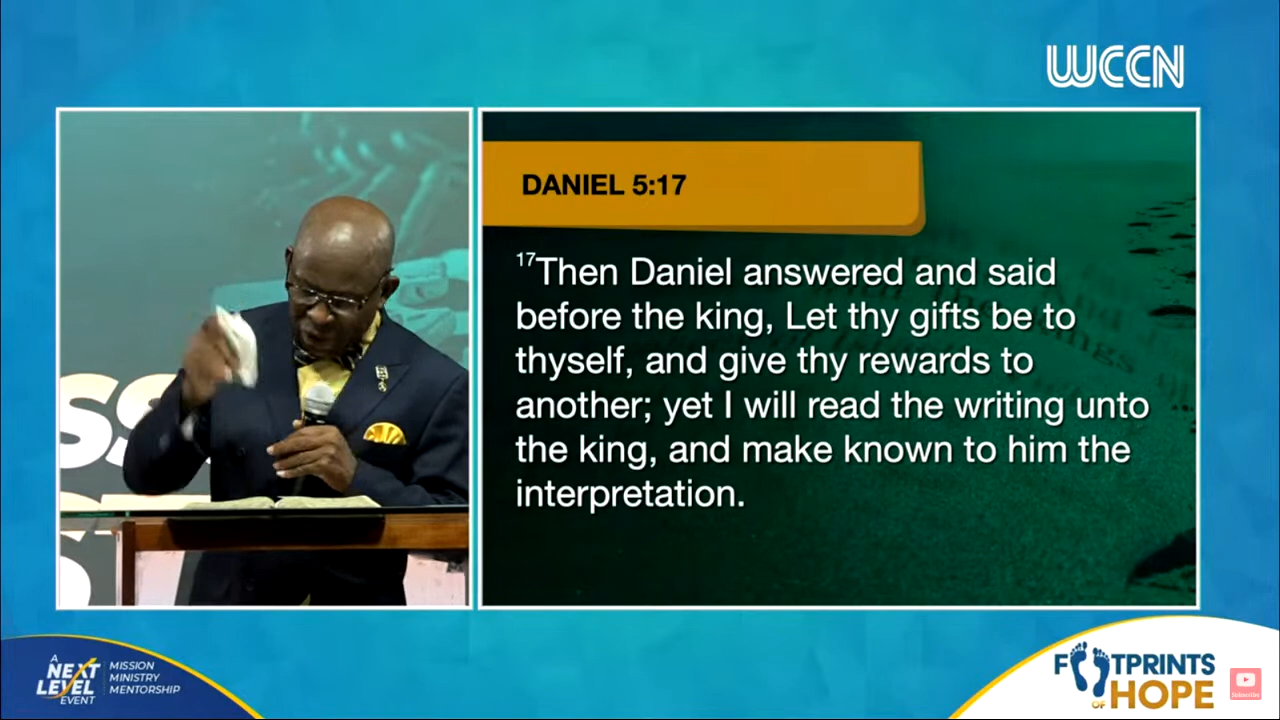 WCCN
DANIEL 5:17
17Then Daniel answered and said
before the king, Let thy gifts be to
thyself, and give thy rewards to
another; yet I will read the writing unto
the king, and make known to him the
interpretation.
A
NEXT
LEVEL
EVENT
MISSION
MINISTRY
MENTORSHIP
FOOTPRINTS
OF HOPE
Subscribe